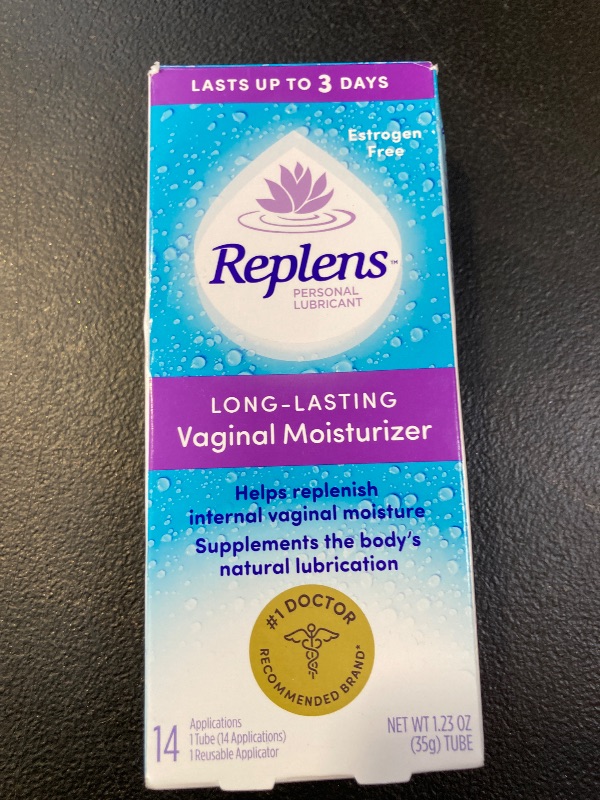 LASTS UP TO 3 DAYS
Estrogen
Free
Replens™
PERSONAL
LUBRICANT
LONG-LASTING
Vaginal Moisturizer
Helps replenish
internal vaginal moisture
Supplements the body's
natural lubrication
#1 DOCTOR
RECOMMENDED BRAND*
14
Applications
1 Tube (14 Applications)
1 Reusable Applicator
NET WT 1.23 OZ
(35g) TUBE